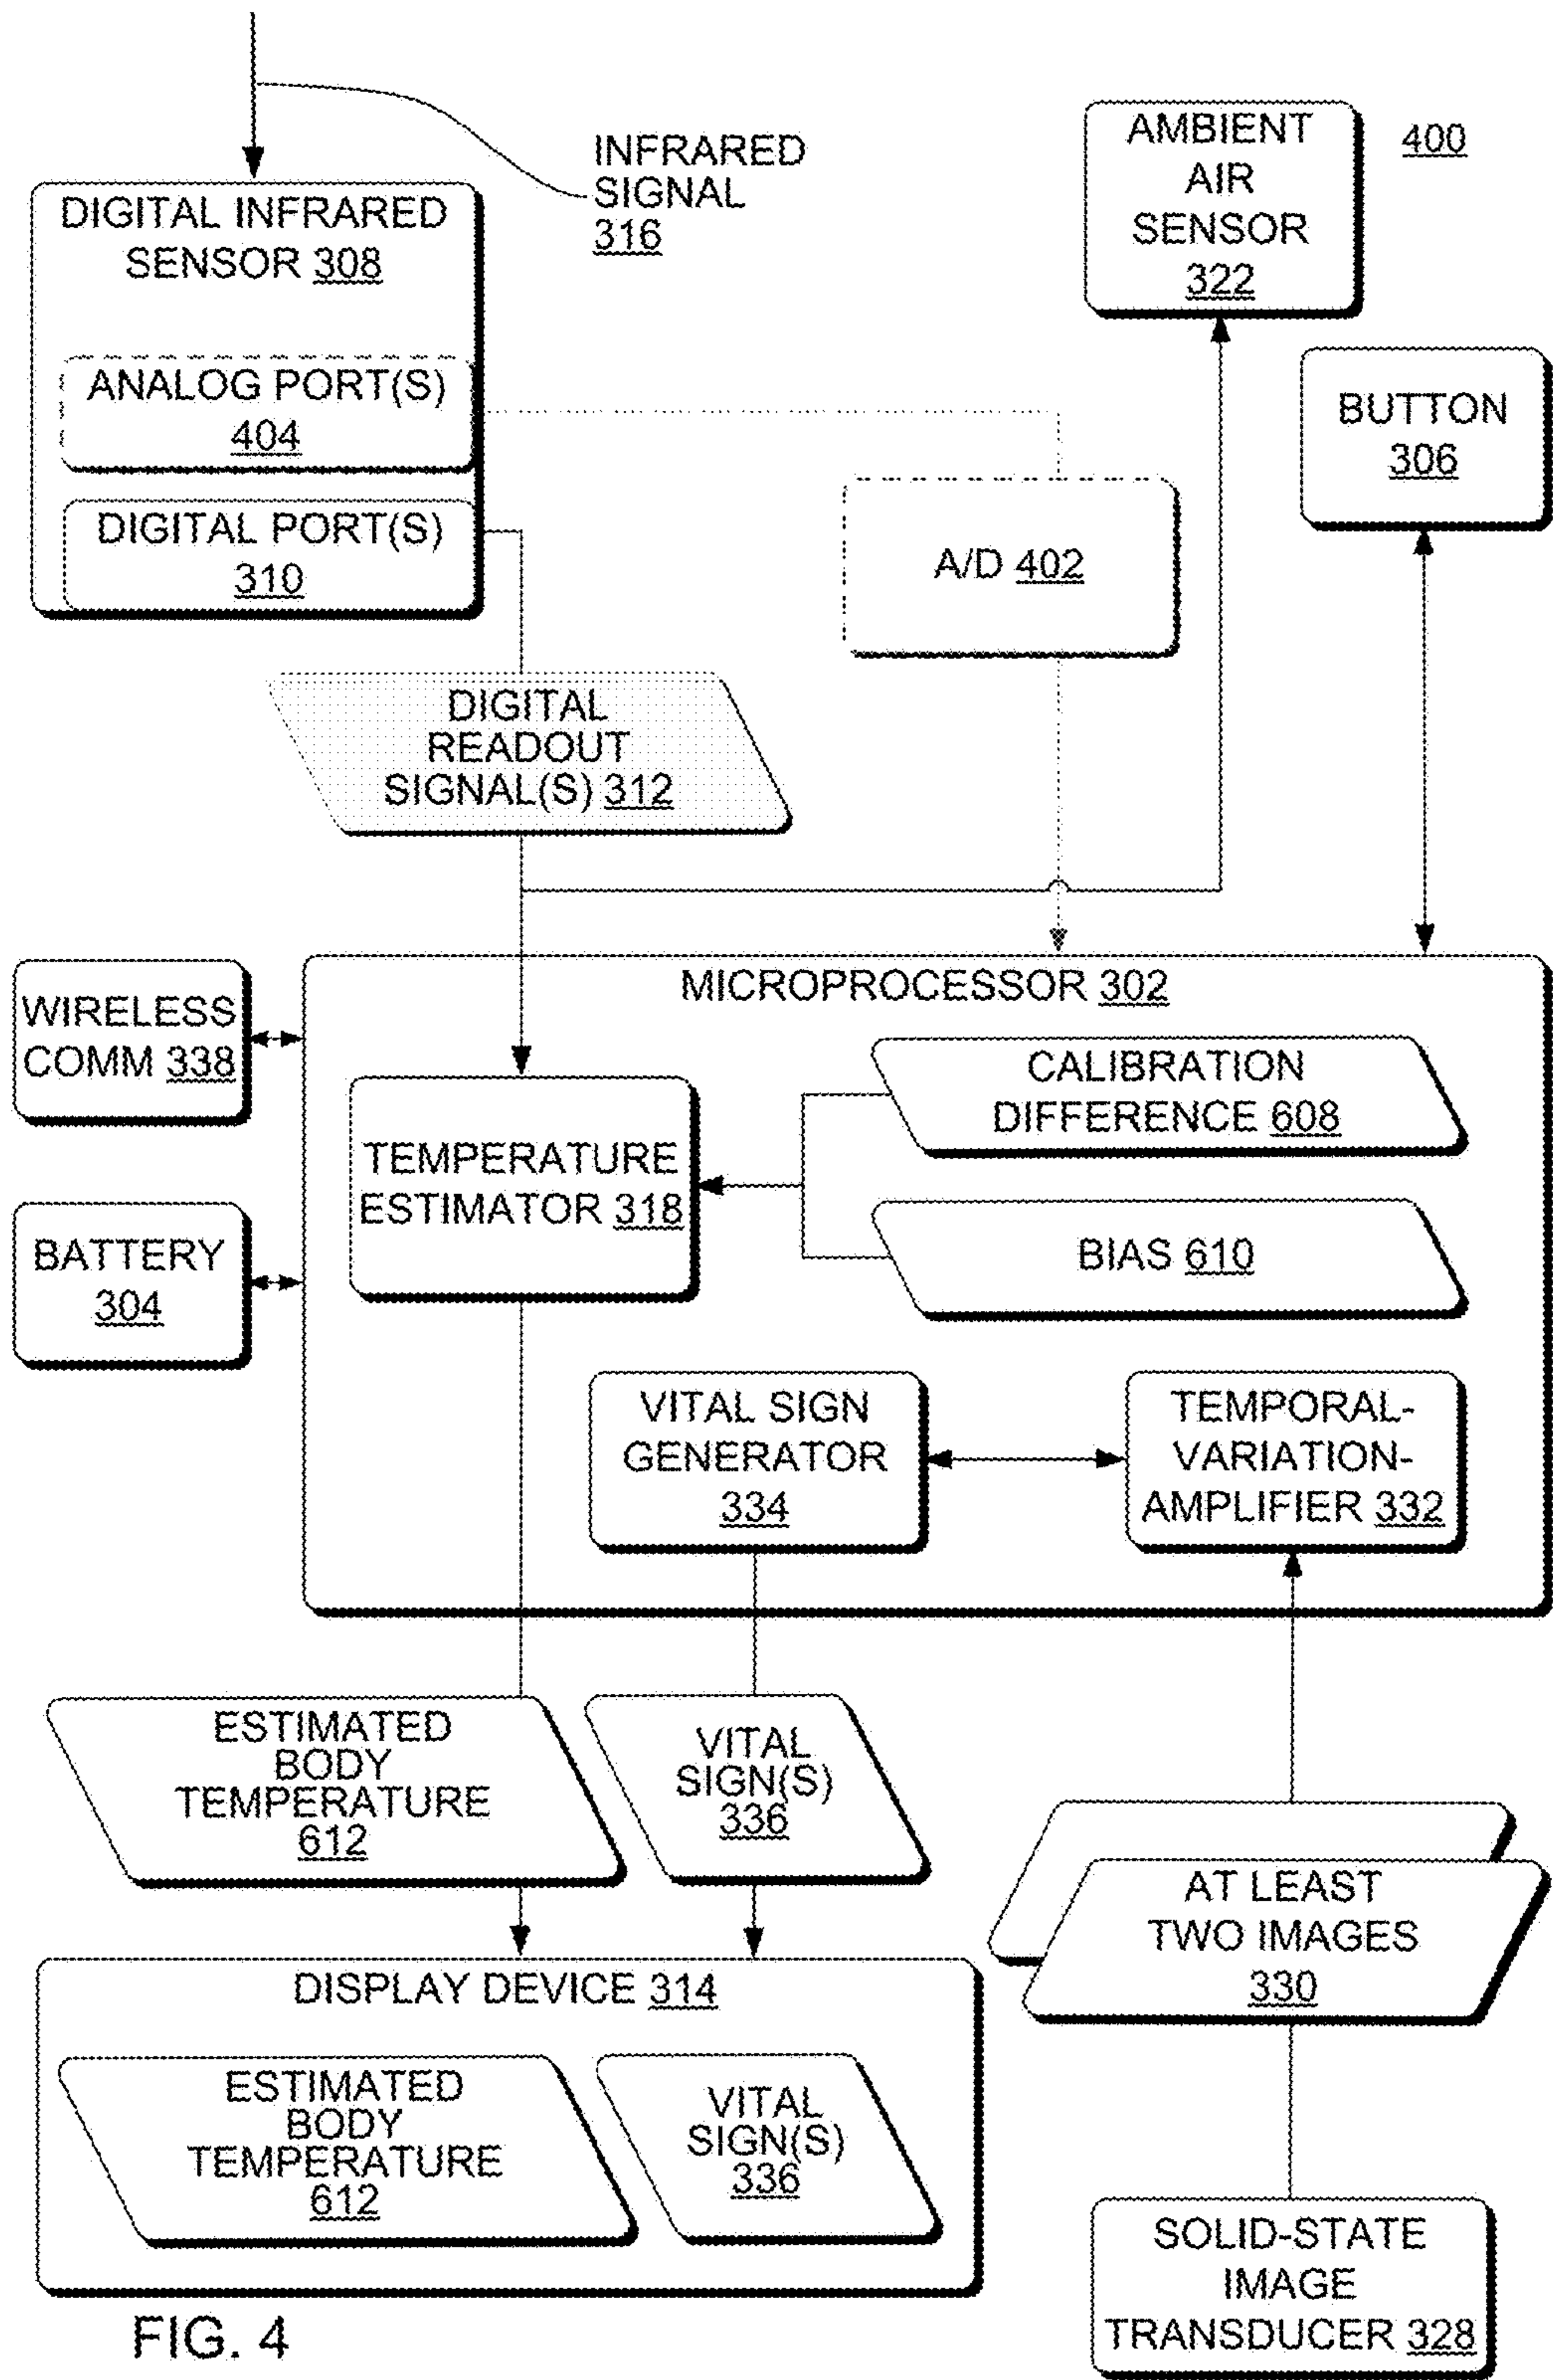 INFRARED
SIGNAL
316
AMBIENT
AIR
SENSOR
322
400
DIGITAL INFRARED
SENSOR 308
ANALOG PORT(S)
404
DIGITAL PORT(S)
310
BUTTON
306
A/D 402
DIGITAL
READOUT
SIGNAL(S) 312
WIRELESS
COMM 338
BATTERY
304
MICROPROCESSOR 302
CALIBRATION
DIFFERENCE 608
TEMPERATURE
ESTIMATOR 318
BIAS 610
VITAL SIGN
GENERATOR
334
TEMPORAL-
VARIATION-
AMPLIFIER 332
ESTIMATED
BODY
TEMPERATURE
612
VITAL
SIGN(S)
336
AT LEAST
TWO IMAGES
330
DISPLAY DEVICE 314
ESTIMATED
BODY
TEMPERATURE
612
VITAL
SIGN(S)
336
SOLID-STATE
IMAGE
TRANSDUCER 328
FIG. 4